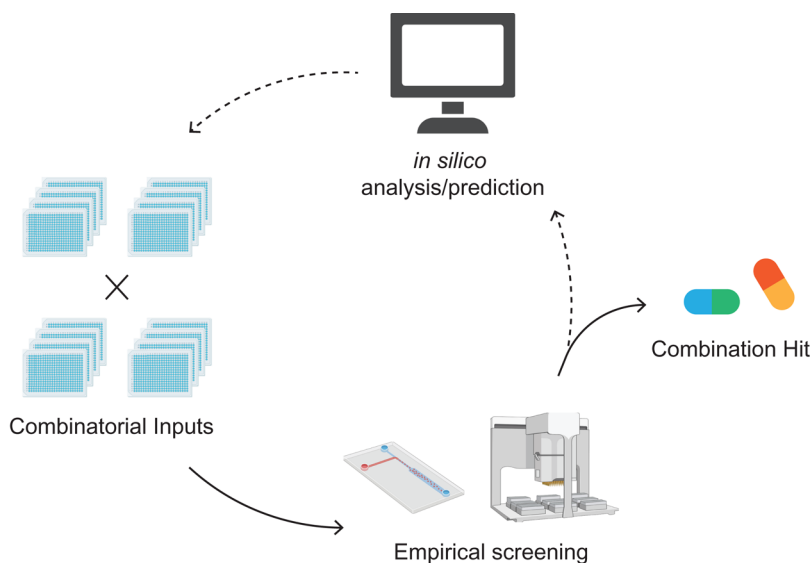 in silico
analysis/prediction
Combination Hit
Combinatorial Inputs
Empirical screening